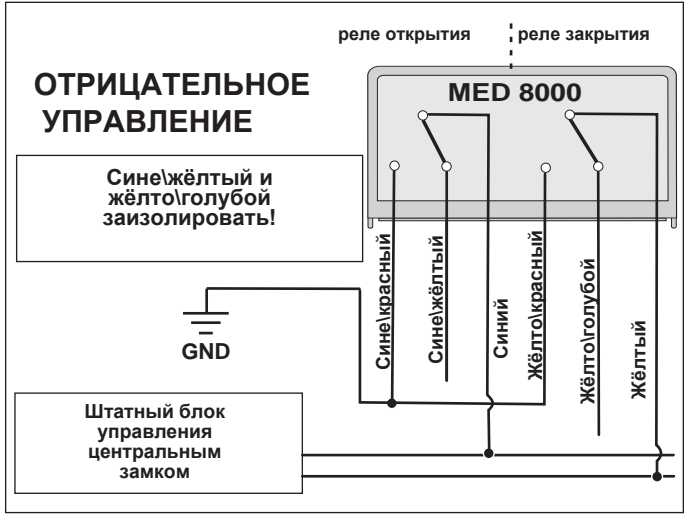 реле открытия
реле закрытия
MED 8000
ОТРИЦАТЕЛЬНОЕ
УПРАВЛЕНИЕ
Сине\жёлтый и
жёлто\голубой
заизолировать!
Сине\красный
Сине\жёлтый
Синий
Жёлто\красный
Жёлто\голубой
Жёлтый
GND
Штатный блок
управления
центральным
замком